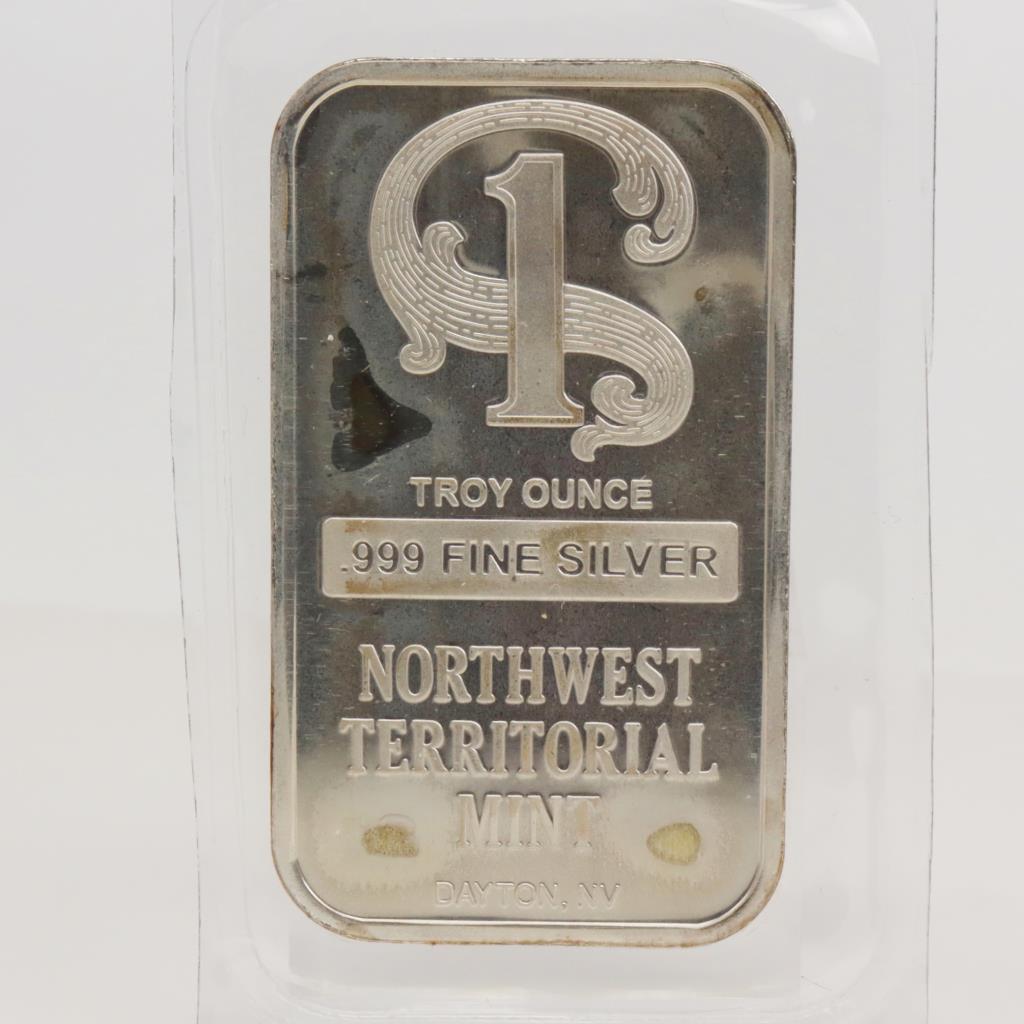 1
TROY OUNCE
.999 FINE SILVER
NORTHWEST
TERRITORIAL
MINT
DAYTON, NV